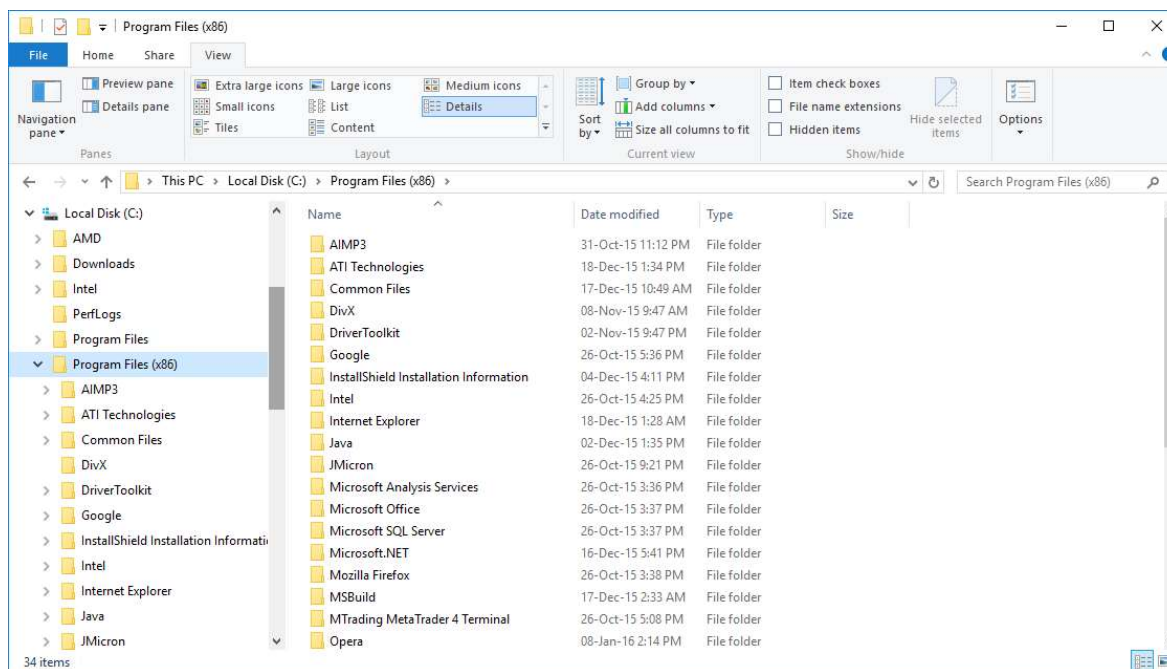 Program Files (x86)
File Home Share View
Navigation pane
Preview pane
Details pane
Panes
Extra large icons Large icons Medium icons
Small icons List Details
Tiles Content
Layout
Sort by
Group by
Add columns
Size all columns to fit
Current view
Item check boxes
File name extensions
Hidden items
Hide selected items
Show/hide
Options
This PC > Local Disk (C:) > Program Files (x86) >
Search Program Files (x86)
Local Disk (C:)
AMD
Downloads
Intel
PerfLogs
Program Files
Program Files (x86)
AIMP3
ATI Technologies
Common Files
DivX
DriverToolkit
Google
InstallShield Installation Informati
Intel
Internet Explorer
Java
JMicron
Name Date modified Type Size
AIMP3 31-Oct-15 11:12 PM File folder
ATI Technologies 18-Dec-15 1:34 PM File folder
Common Files 17-Dec-15 10:49 AM File folder
DivX 08-Nov-15 9:47 AM File folder
DriverToolkit 02-Nov-15 9:47 PM File folder
Google 26-Oct-15 5:36 PM File folder
InstallShield Installation Information 04-Dec-15 4:11 PM File folder
Intel 26-Oct-15 4:25 PM File folder
Internet Explorer 18-Dec-15 1:28 AM File folder
Java 02-Dec-15 1:35 PM File folder
JMicron 26-Oct-15 9:21 PM File folder
Microsoft Analysis Services 26-Oct-15 3:36 PM File folder
Microsoft Office 26-Oct-15 3:37 PM File folder
Microsoft SQL Server 26-Oct-15 3:37 PM File folder
Microsoft.NET 16-Dec-15 5:41 PM File folder
Mozilla Firefox 26-Oct-15 3:38 PM File folder
MSBuild 17-Dec-15 2:33 AM File folder
MTrading MetaTrader 4 Terminal 26-Oct-15 5:08 PM File folder
Opera 08-Jan-16 2:14 PM File folder
34 items